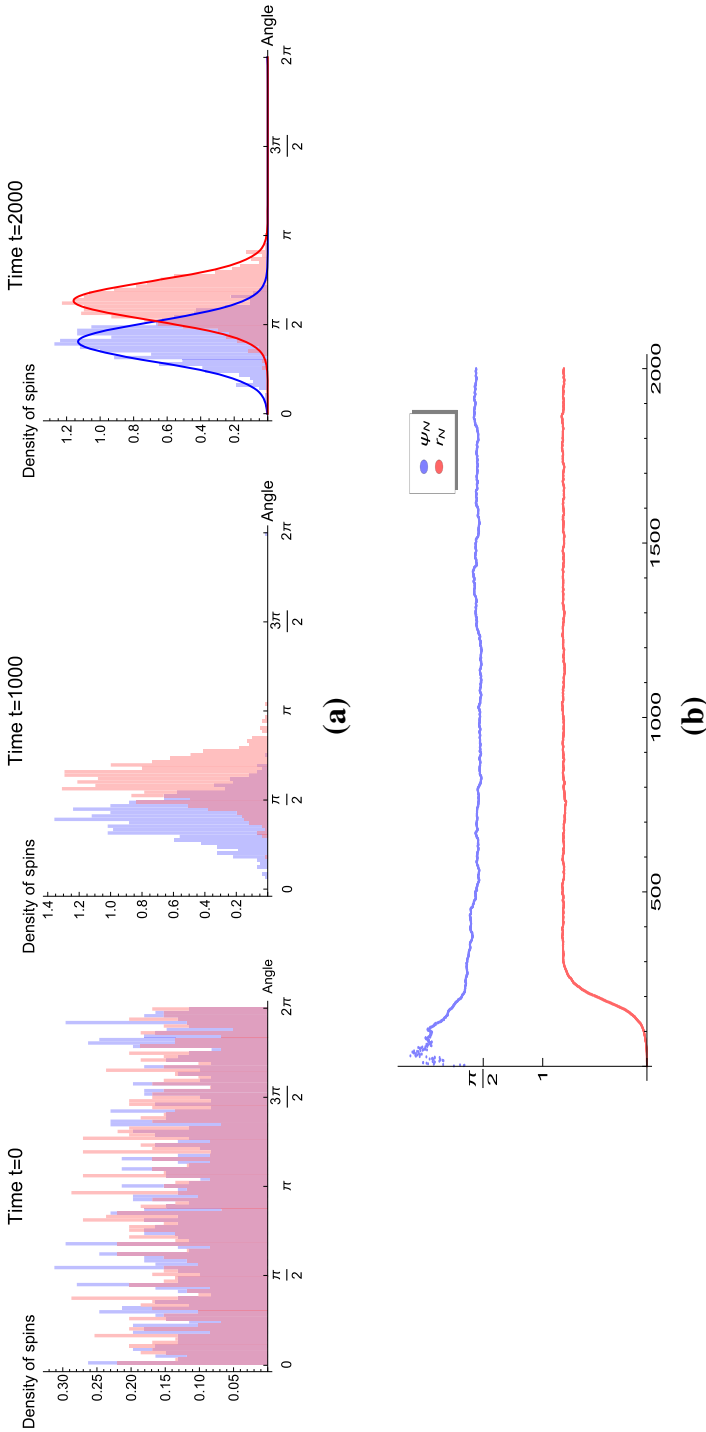 Time t=0
Density of spins
0.30
0.25
0.20
0.15
0.10
0.05
0
π/2
π
3π/2
2π
Angle
Time t=1000
Density of spins
1.4
1.2
1.0
0.8
0.6
0.4
0.2
0
π/2
π
3π/2
2π
Angle
Time t=2000
Density of spins
1.2
1.0
0.8
0.6
0.4
0.2
0
π/2
π
3π/2
2π
Angle
(a)
π/2
1
500
1000
1500
2000
ψN
rN
(b)